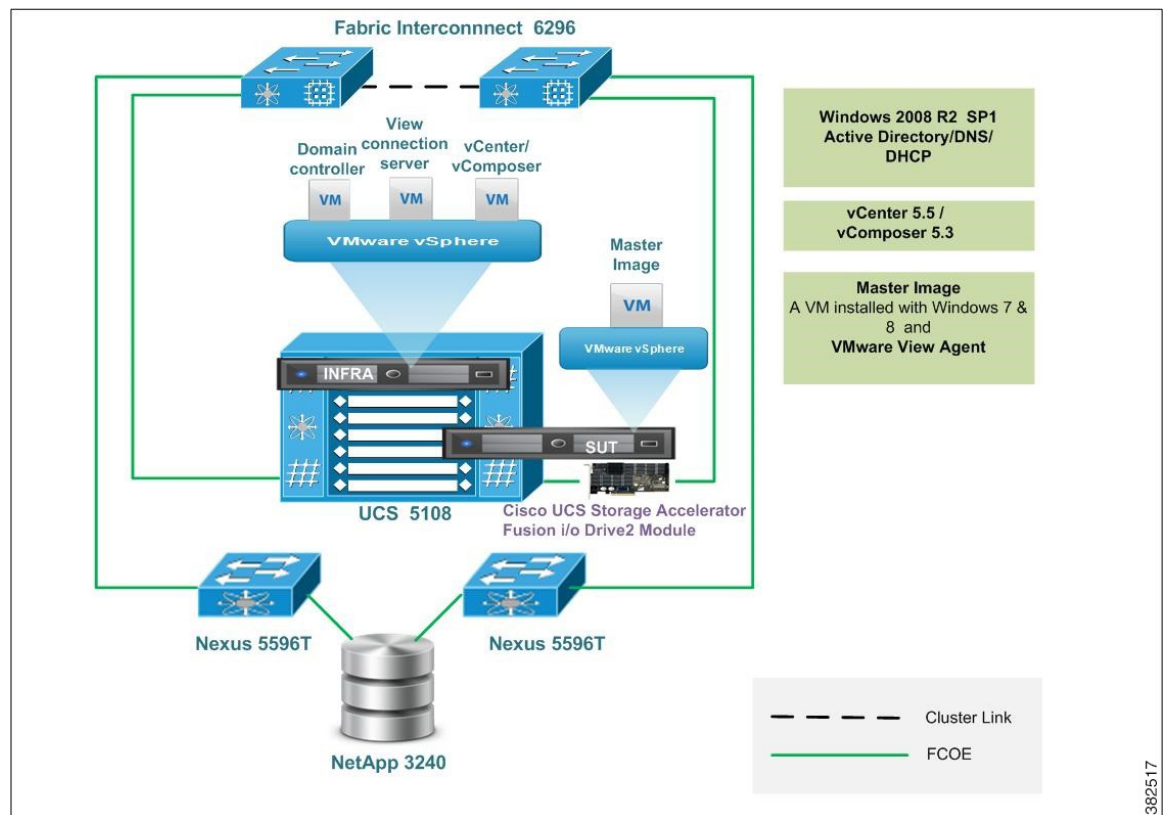 Fabric Interconnnect 6296
Domain
controller
View
connection
server
vCenter/
vComposer
VM
VM
VM
VMware vSphere
Master
Image
VM
VMware vSphere
INFRA
SUT
UCS 5108
Cisco UCS Storage Accelerator
Fusion i/o Drive2 Module
Nexus 5596T
Nexus 5596T
NetApp 3240
Windows 2008 R2 SP1
Active Directory/DNS/
DHCP
vCenter 5.5 /
vComposer 5.3
Master Image
A VM installed with Windows 7 &
8 and
VMware View Agent
Cluster Link
FCOE
382517